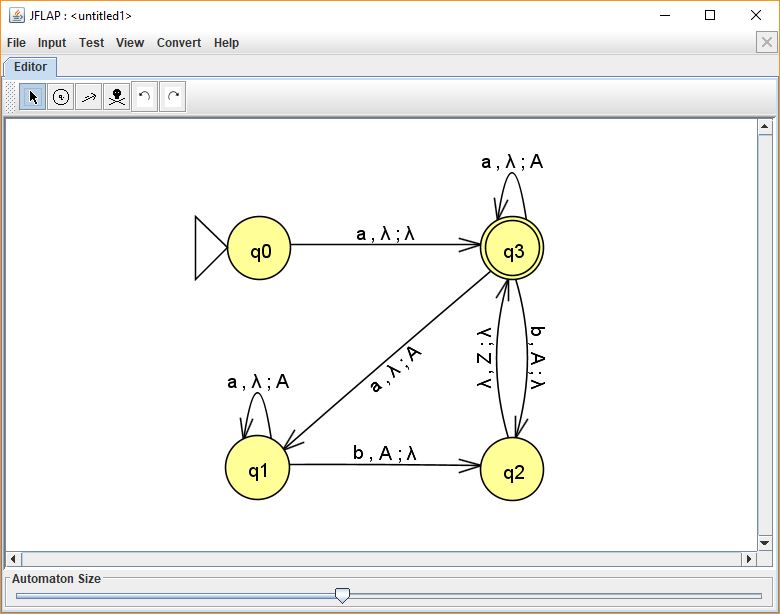 JFLAP : <untitled1>
File Input Test View Convert Help
Editor
a , λ ; A
q0
a , λ ; λ
q3
a , λ ; A
λ ; Z ; λ
b , A ; λ
a , λ ; A
q1
b , A ; λ
q2
Automaton Size